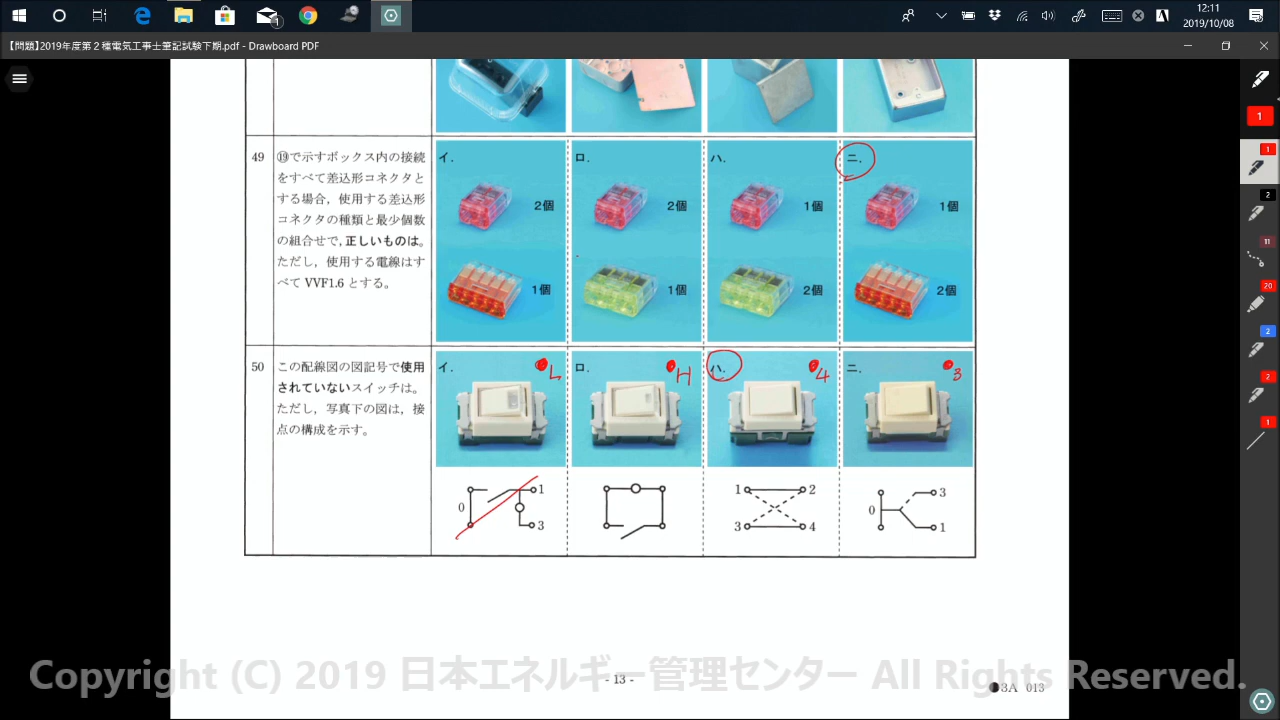 12:11
2019/10/08
【問題】2019年度第２種電気工事士筆記試験下期.pdf - Drawboard PDF
49
⑲で示すボックス内の接続
をすべて差込形コネクタと
する場合，使用する差込形
コネクタの種類と最少個数
の組合せで，正しいものは。
ただし，使用する電線はす
べて VVF1.6 とする。
イ．
2個
1個
ロ．
2個
1個
ハ．
1個
2個
ニ．
1個
2個
50
この配線図の図記号で使用
されていないスイッチは。
ただし，写真下の図は，接
点の構成を示す。
イ．
L
ロ．
H
ハ．
4
ニ．
3
0
1
3
1
2
3
4
0
3
1
1
1
2
11
20
2
2
1
Copyright (C) 2019 日本エネルギー管理センター All Rights Reserved.
- 13 -
3A 013